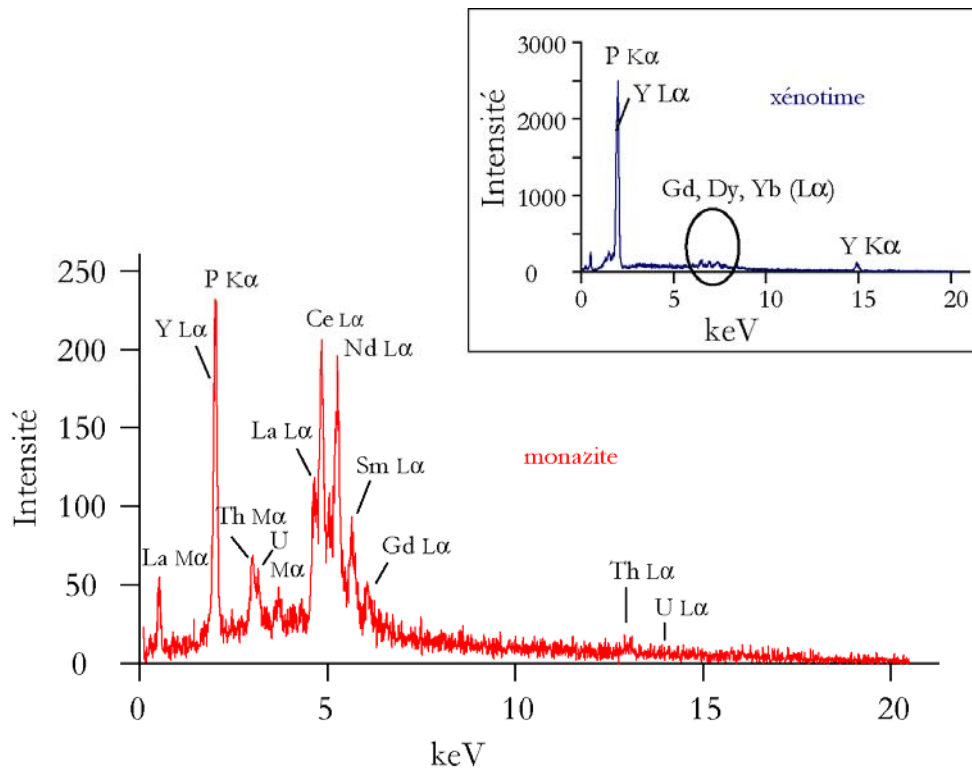 3000
P Kα
Y Lα
xénotime
2000
Intensité
Gd, Dy, Yb (Lα)
1000
Y Kα
0
0 5 10 15 20
keV
250
P Kα
Ce Lα
Y Lα
Nd Lα
200
150
La Lα
monazite
Sm Lα
Intensité
100
Th Mα
U
Mα
Gd Lα
La Mα
50
Th Lα
U Lα
0
0 5 10 15 20
keV